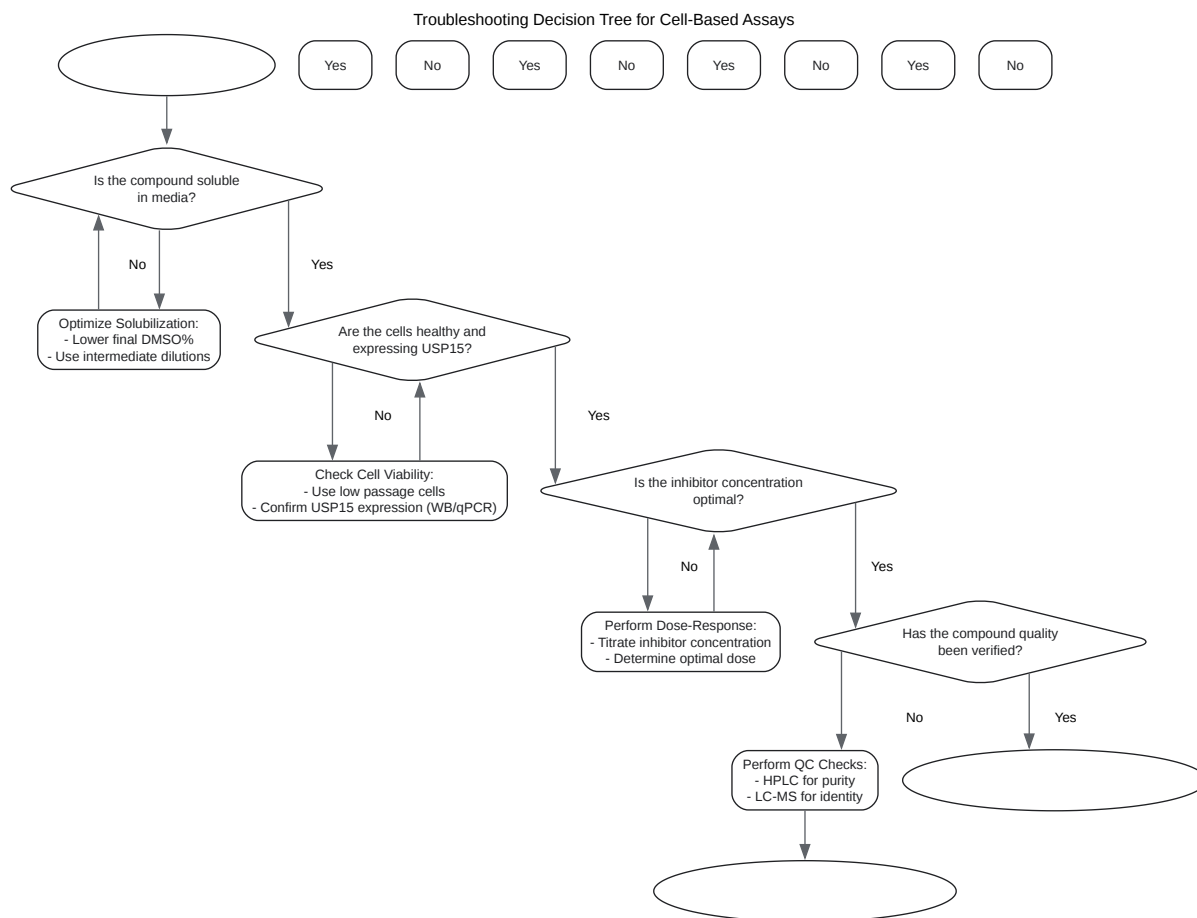 Troubleshooting Decision Tree for Cell-Based Assays
Yes
No
Yes
No
Yes
No
Yes
No
Is the compound soluble
in media?
No
Yes
Optimize Solubilization:
- Lower final DMSO%
- Use intermediate dilutions
Are the cells healthy and
expressing USP15?
No
Yes
Check Cell Viability:
- Use low passage cells
- Confirm USP15 expression (WB/qPCR)
Is the inhibitor concentration
optimal?
No
Yes
Perform Dose-Response:
- Titrate inhibitor concentration
- Determine optimal dose
Has the compound quality
been verified?
No
Yes
Perform QC Checks:
- HPLC for purity
- LC-MS for identity